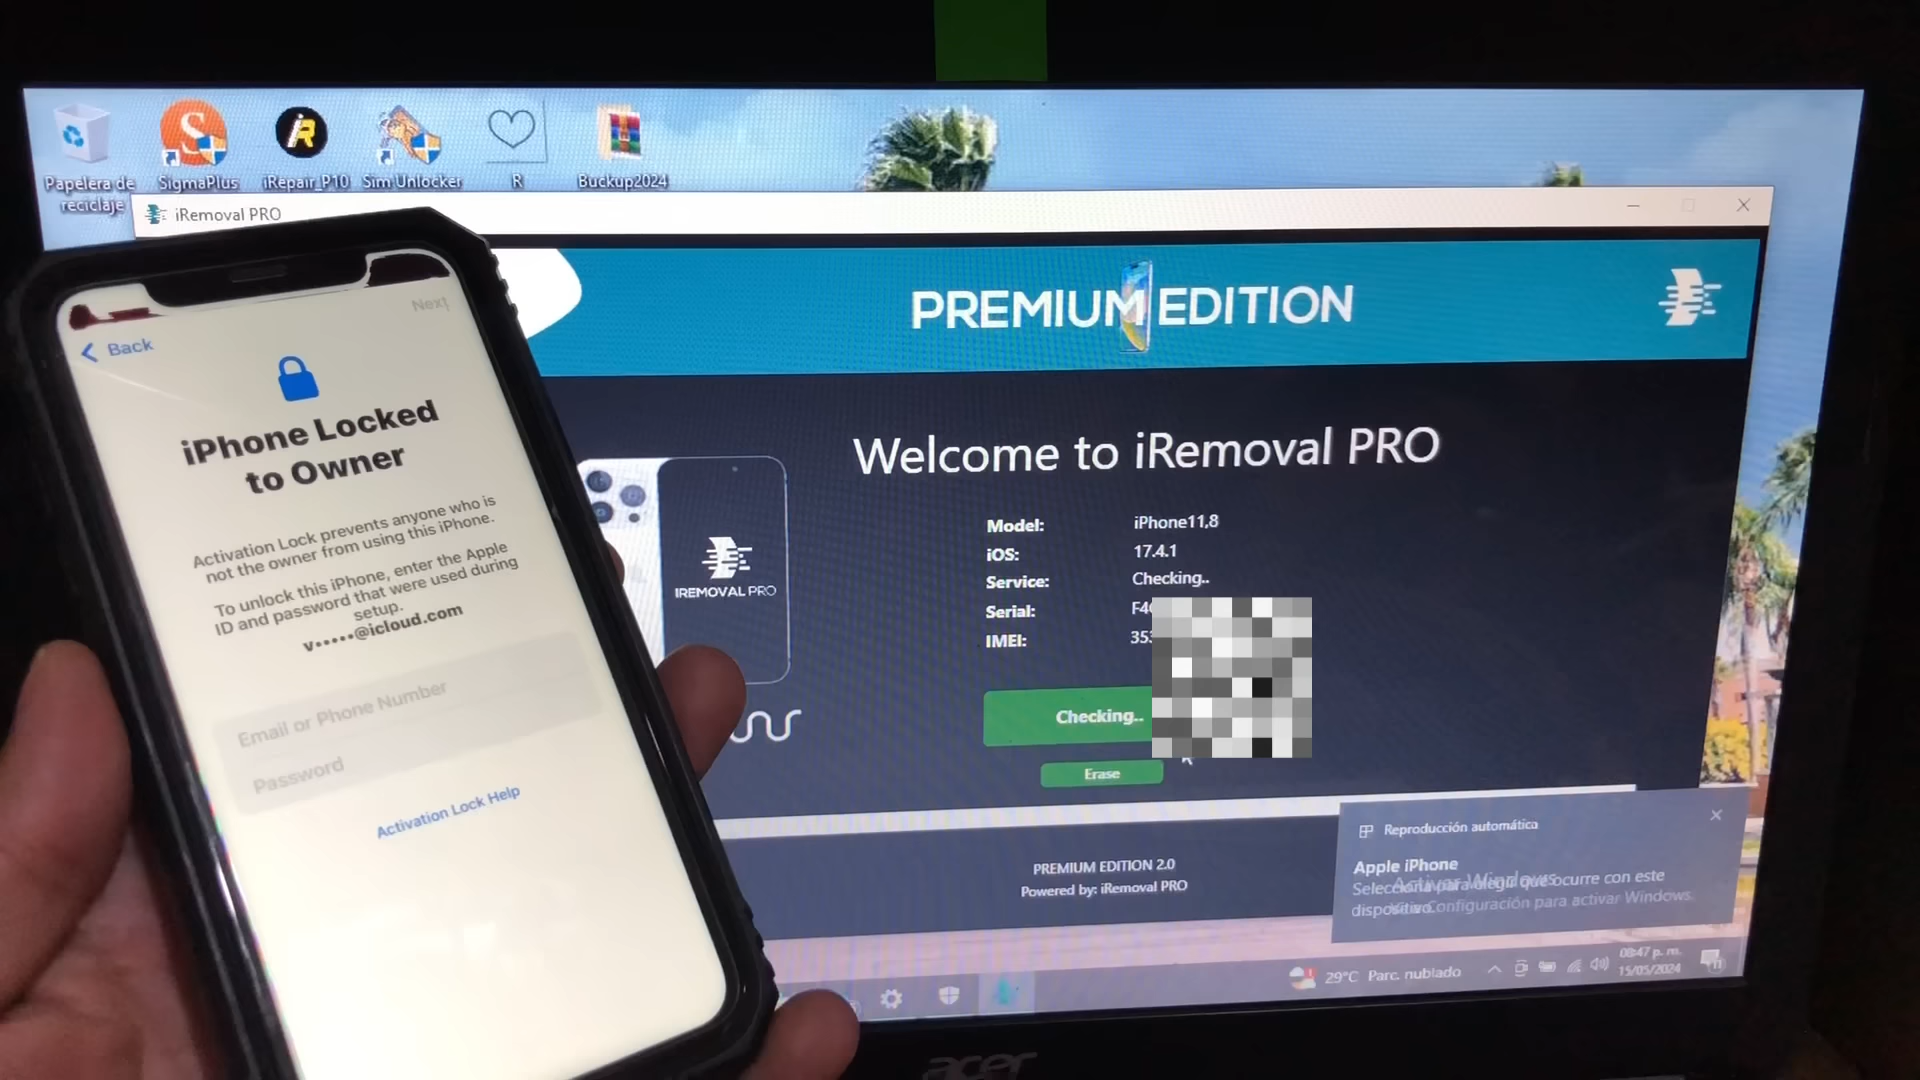 Papelera de
reciclaje
SigmaPlus
iRepair_P10
Sim Unlocker
R
Buckup2024
iRemoval PRO
PREMIUM EDITION
Welcome to iRemoval PRO
Model: iPhone11,8
iOS: 17.4.1
Service: Checking..
Serial: F4
IMEI: 353
Checking..
Erase
IREMOVAL PRO
PREMIUM EDITION 2.0
Powered by: iRemoval PRO
Next
Back
iPhone Locked
to Owner
Activation Lock prevents anyone who is
not the owner from using this iPhone.
To unlock this iPhone, enter the Apple
ID and password that were used during
setup.
v•••••@icloud.com
Email or Phone Number
Password
Activation Lock Help
Reproducción automática
Apple iPhone
Selecciona para elegir qué ocurre con este
dispositivo.
Activar Windows
Configuración para activar Windows.
29°C Parc. nublado
08:47 p. m.
15/05/2024
acer